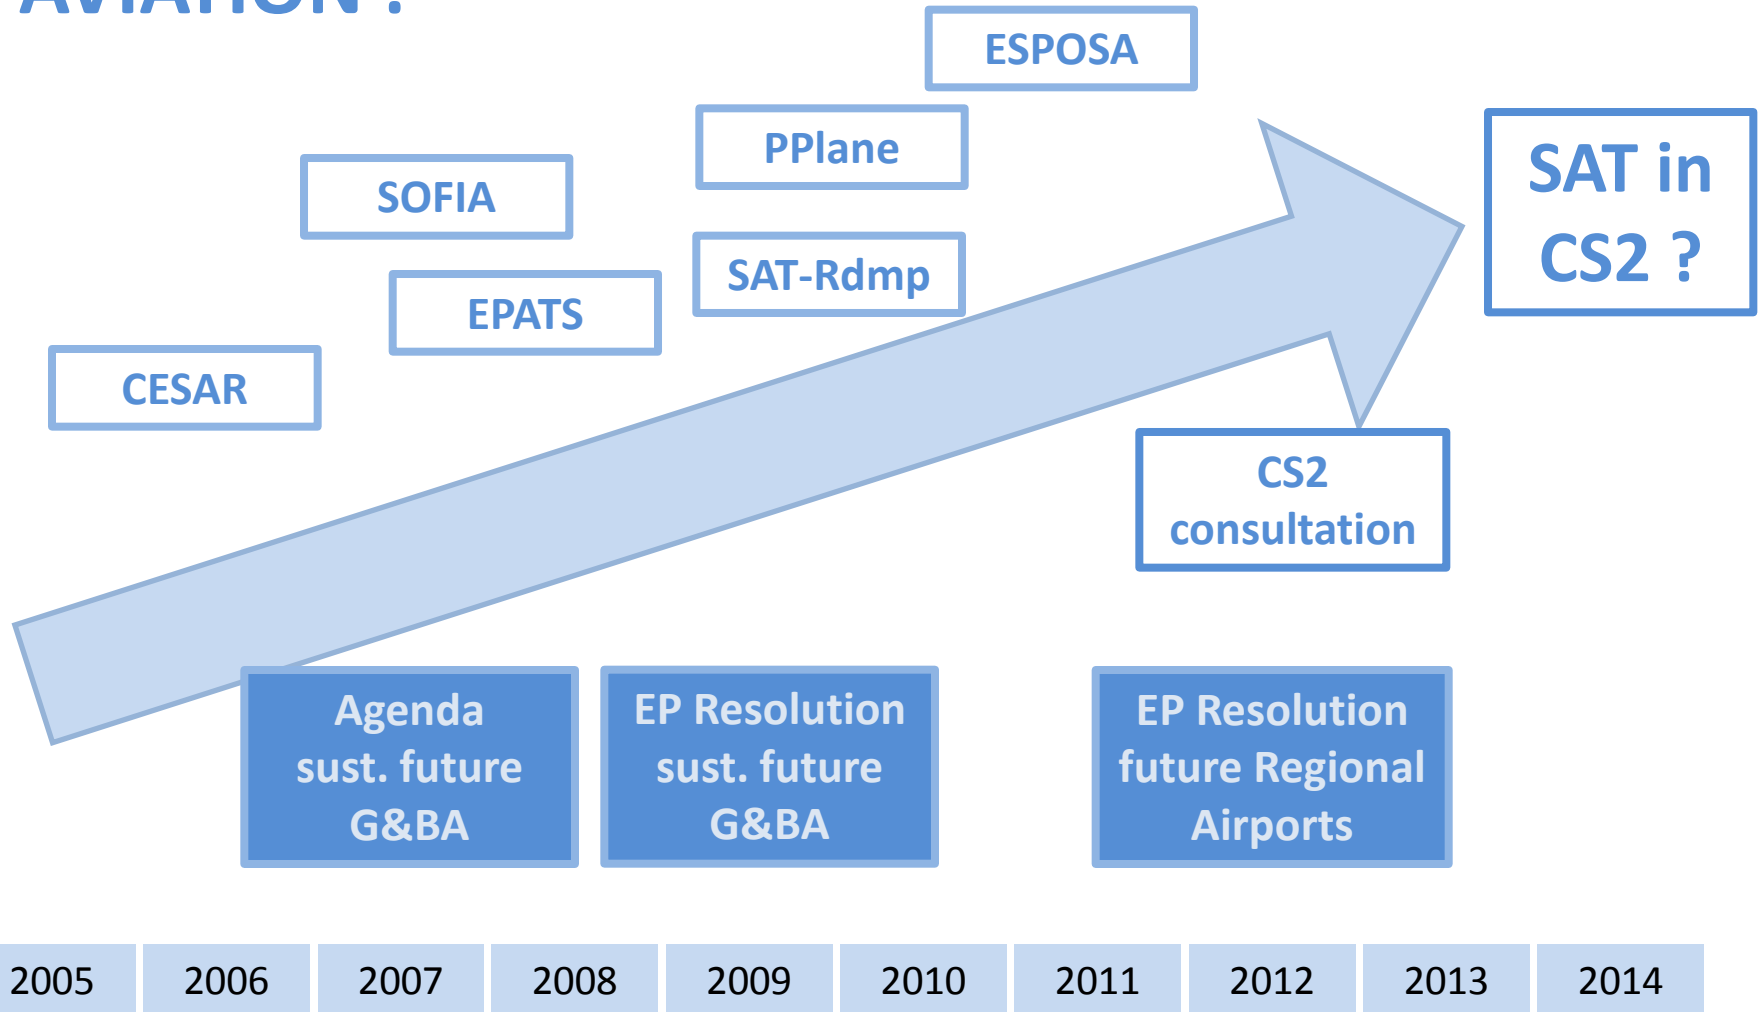 AVIATION :
ESPOSA
PPlane
SOFIA
SAT-Rdmp
EPATS
CESAR
SAT in
CS2 ?
CS2
consultation
Agenda
sust. future
G&BA
EP Resolution
sust. future
G&BA
EP Resolution
future Regional
Airports
2005 2006 2007 2008 2009 2010 2011 2012 2013 2014